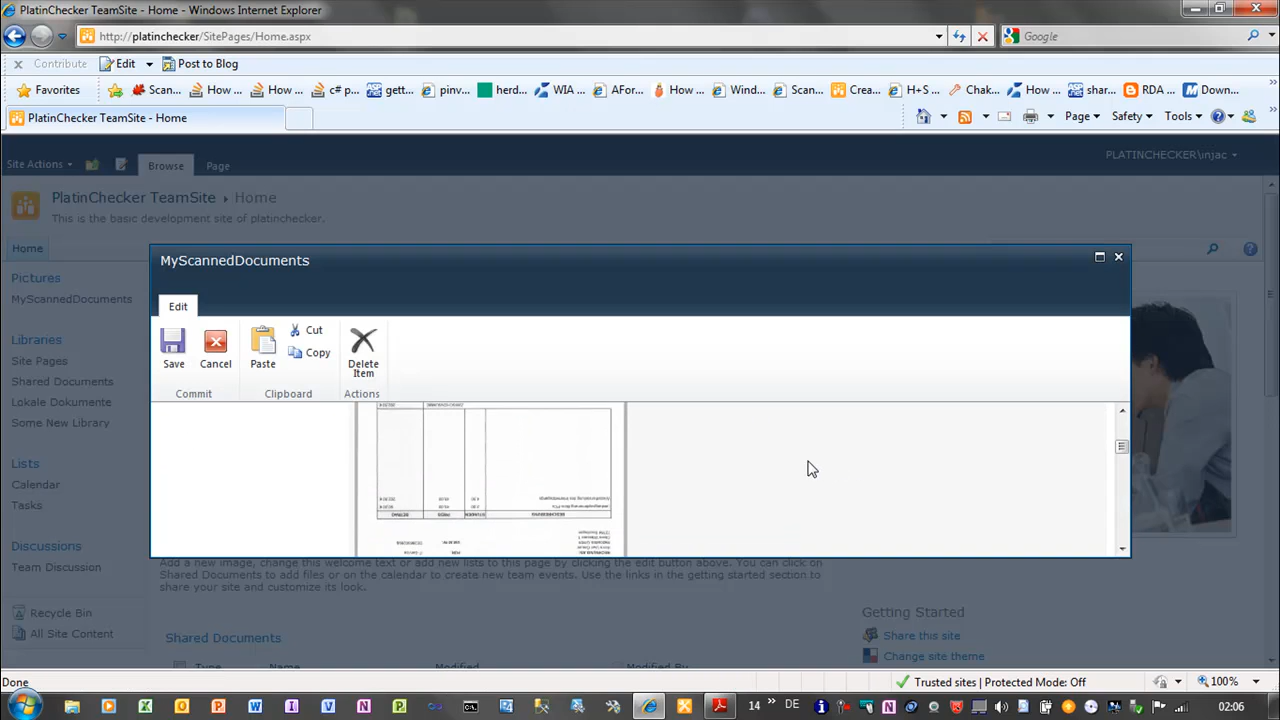 PlatinChecker TeamSite - Home - Windows Internet Explorer
http://platinchecker/SitePages/Home.aspx
Google
Contribute Edit Post to Blog
Favorites Scan... How ... How ... c# p... gett... pinv... herd... WIA ... AFor... How ... Wind... Scan... Crea... H+S ... Chak... How ... shar... RDA ... Down...
PlatinChecker TeamSite - Home
Page Safety Tools
Site Actions Browse Page PLATINCHECKER\injac
PlatinChecker TeamSite Home
This is the basic development site of platinchecker.
Home
MyScannedDocuments
Edit
Save Cancel Paste Cut Copy Delete Item
Commit Clipboard Actions
BETRAG PREIS STUNDEN BESCHREIBUNG
Pictures
MyScannedDocuments
Libraries
Site Pages
Shared Documents
Lokale Dokumente
Some New Library
Lists
Calendar
Tasks
Discussions
Team Discussion
Recycle Bin
All Site Content
Add a new image, change this welcome text or add new lists to this page by clicking the edit button above. You can click on
Shared Documents to add files or on the calendar to create new team events. Use the links in the getting started section to
share your site and customize its look.
Shared Documents
Type Name Modified Modified By
Getting Started
Share this site
Change site theme
Done Trusted sites | Protected Mode: Off 100%
14 DE 02:06